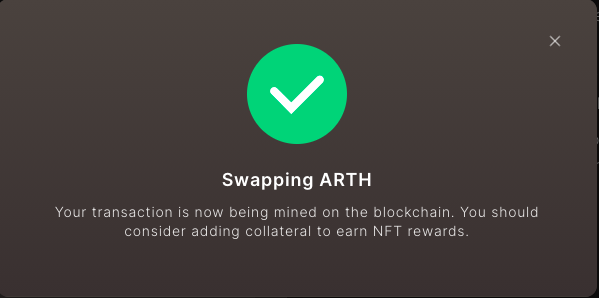 Swapping ARTH
Your transaction is now being mined on the blockchain. You should
consider adding collateral to earn NFT rewards.